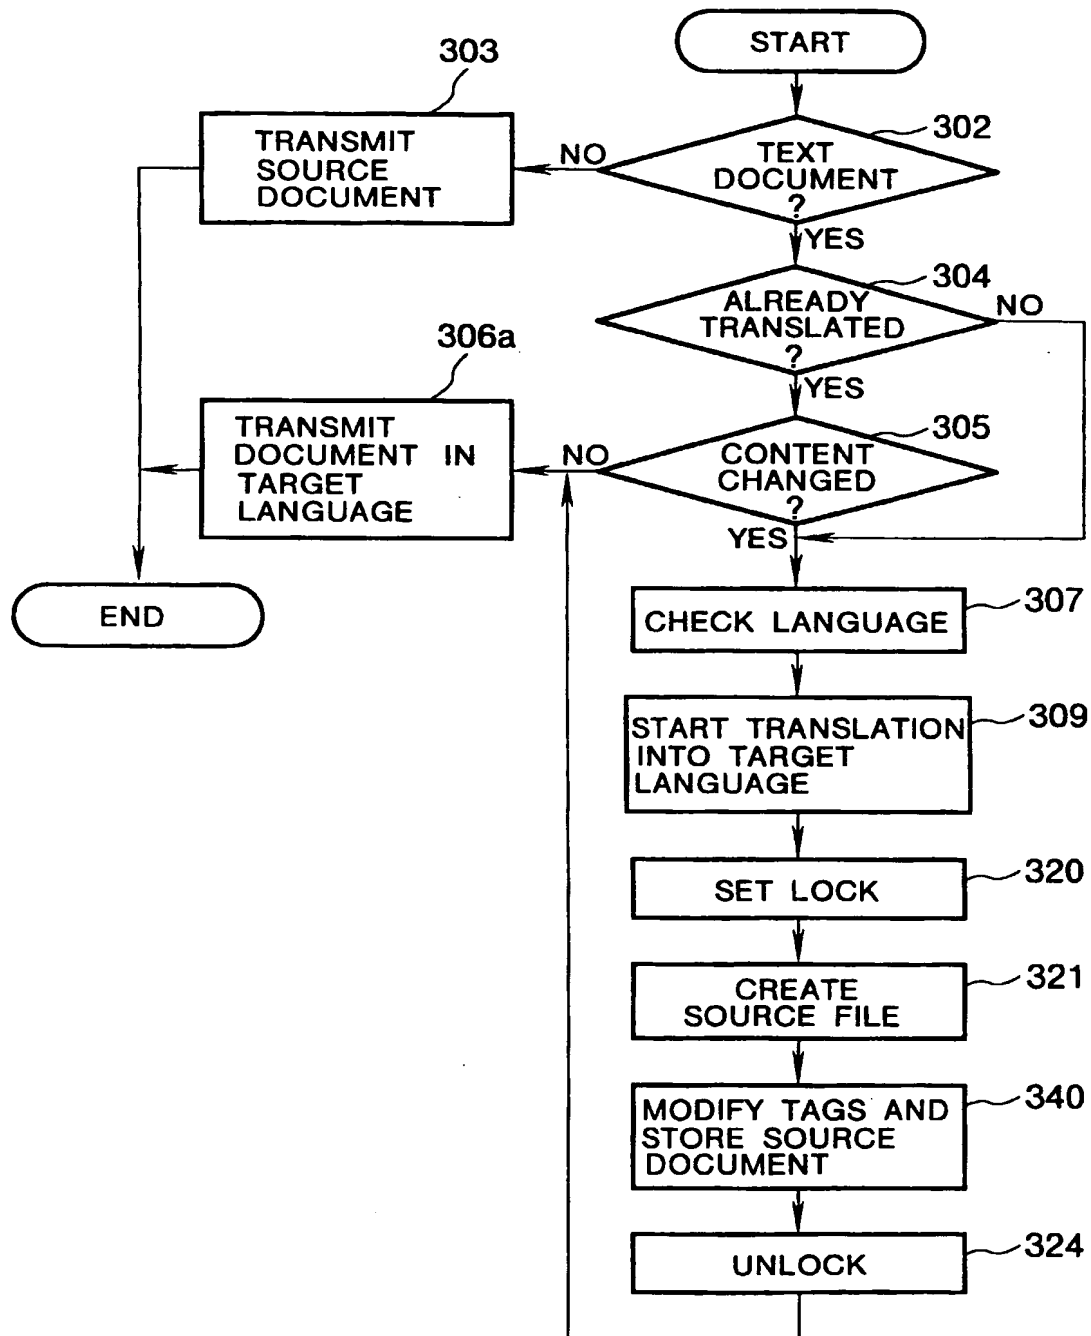 START
303
TRANSMIT
SOURCE
DOCUMENT
NO
302
TEXT
DOCUMENT
?
YES
304
ALREADY
TRANSLATED
?
NO
YES
306a
TRANSMIT
DOCUMENT IN
TARGET
LANGUAGE
NO
305
CONTENT
CHANGED
?
YES
END
307
CHECK LANGUAGE
309
START TRANSLATION
INTO TARGET
LANGUAGE
320
SET LOCK
321
CREATE
SOURCE FILE
340
MODIFY TAGS AND
STORE SOURCE
DOCUMENT
324
UNLOCK